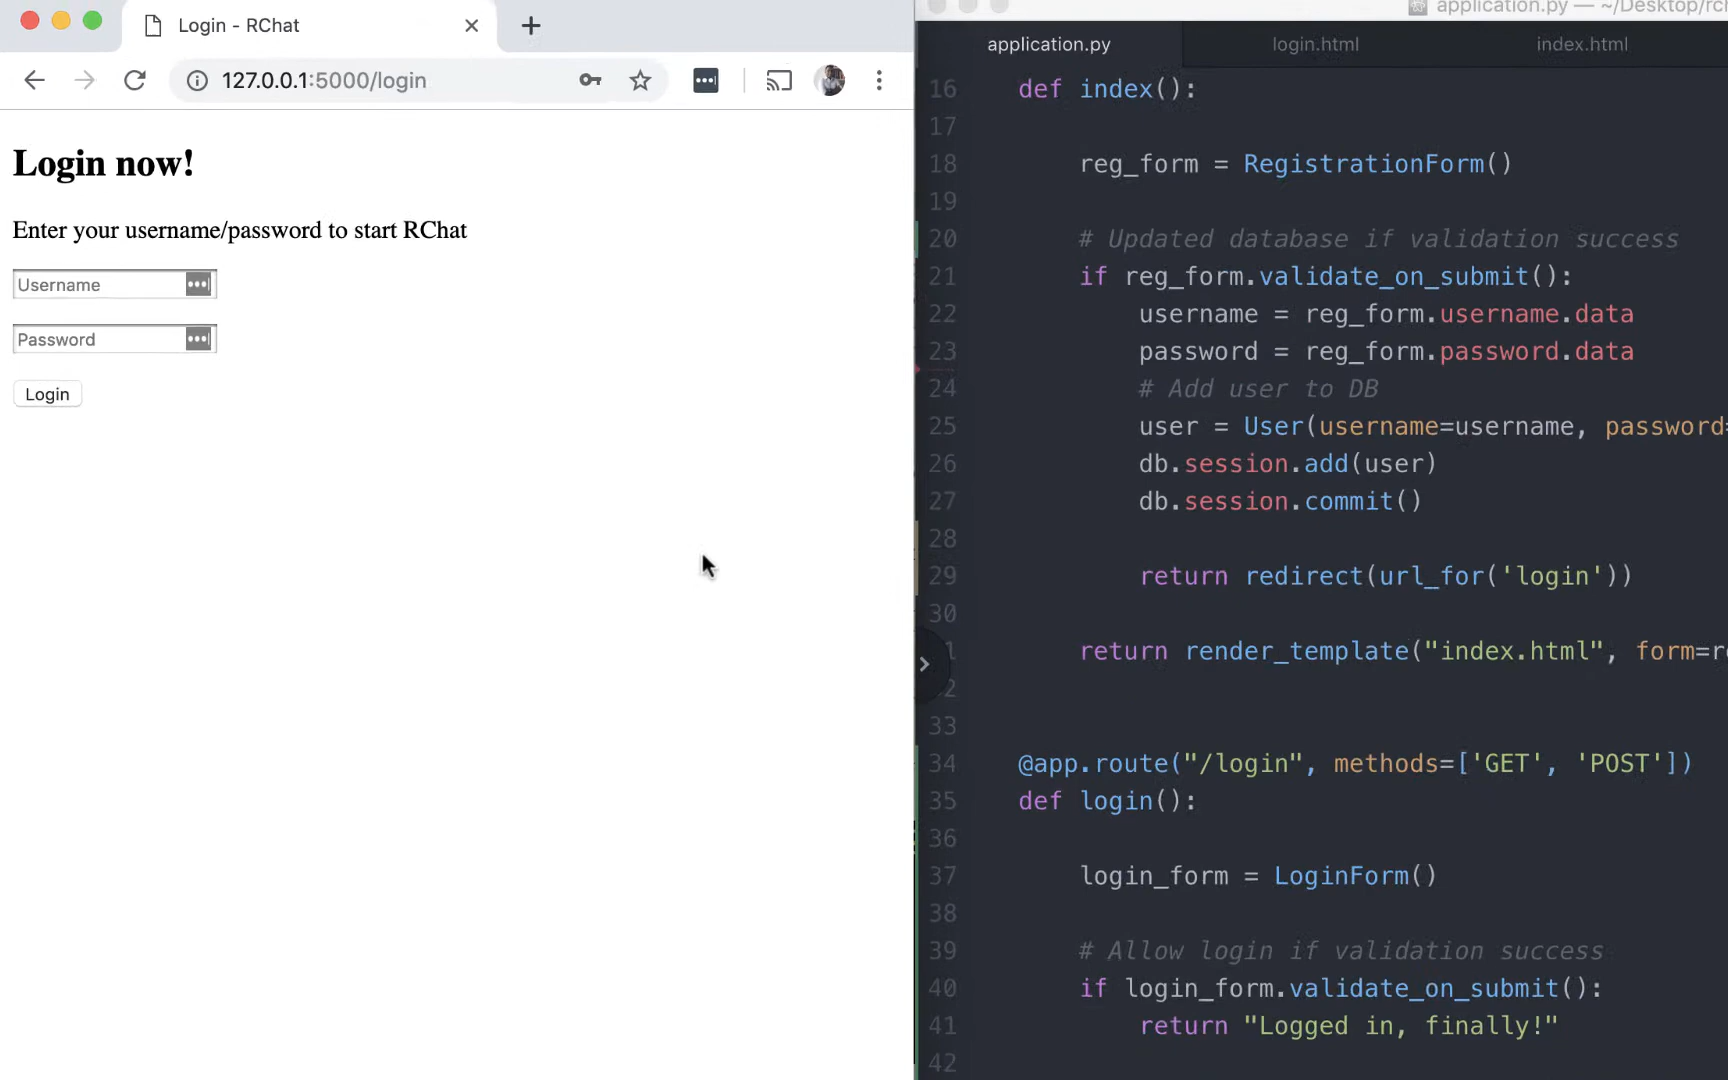 Login - RChat
127.0.0.1:5000/login
Login now!
Enter your username/password to start RChat
Username
Password
Login
application.py — ~/Desktop/rc
application.py
login.html
index.html
16 def index():
17
18 reg_form = RegistrationForm()
19
20 # Updated database if validation success
21 if reg_form.validate_on_submit():
22 username = reg_form.username.data
23 password = reg_form.password.data
24 # Add user to DB
25 user = User(username=username, password=
26 db.session.add(user)
27 db.session.commit()
28
29 return redirect(url_for('login'))
30
1 return render_template("index.html", form=r
2
33
34 @app.route("/login", methods=['GET', 'POST'])
35 def login():
36
37 login_form = LoginForm()
38
39 # Allow login if validation success
40 if login_form.validate_on_submit():
41 return "Logged in, finally!"
42